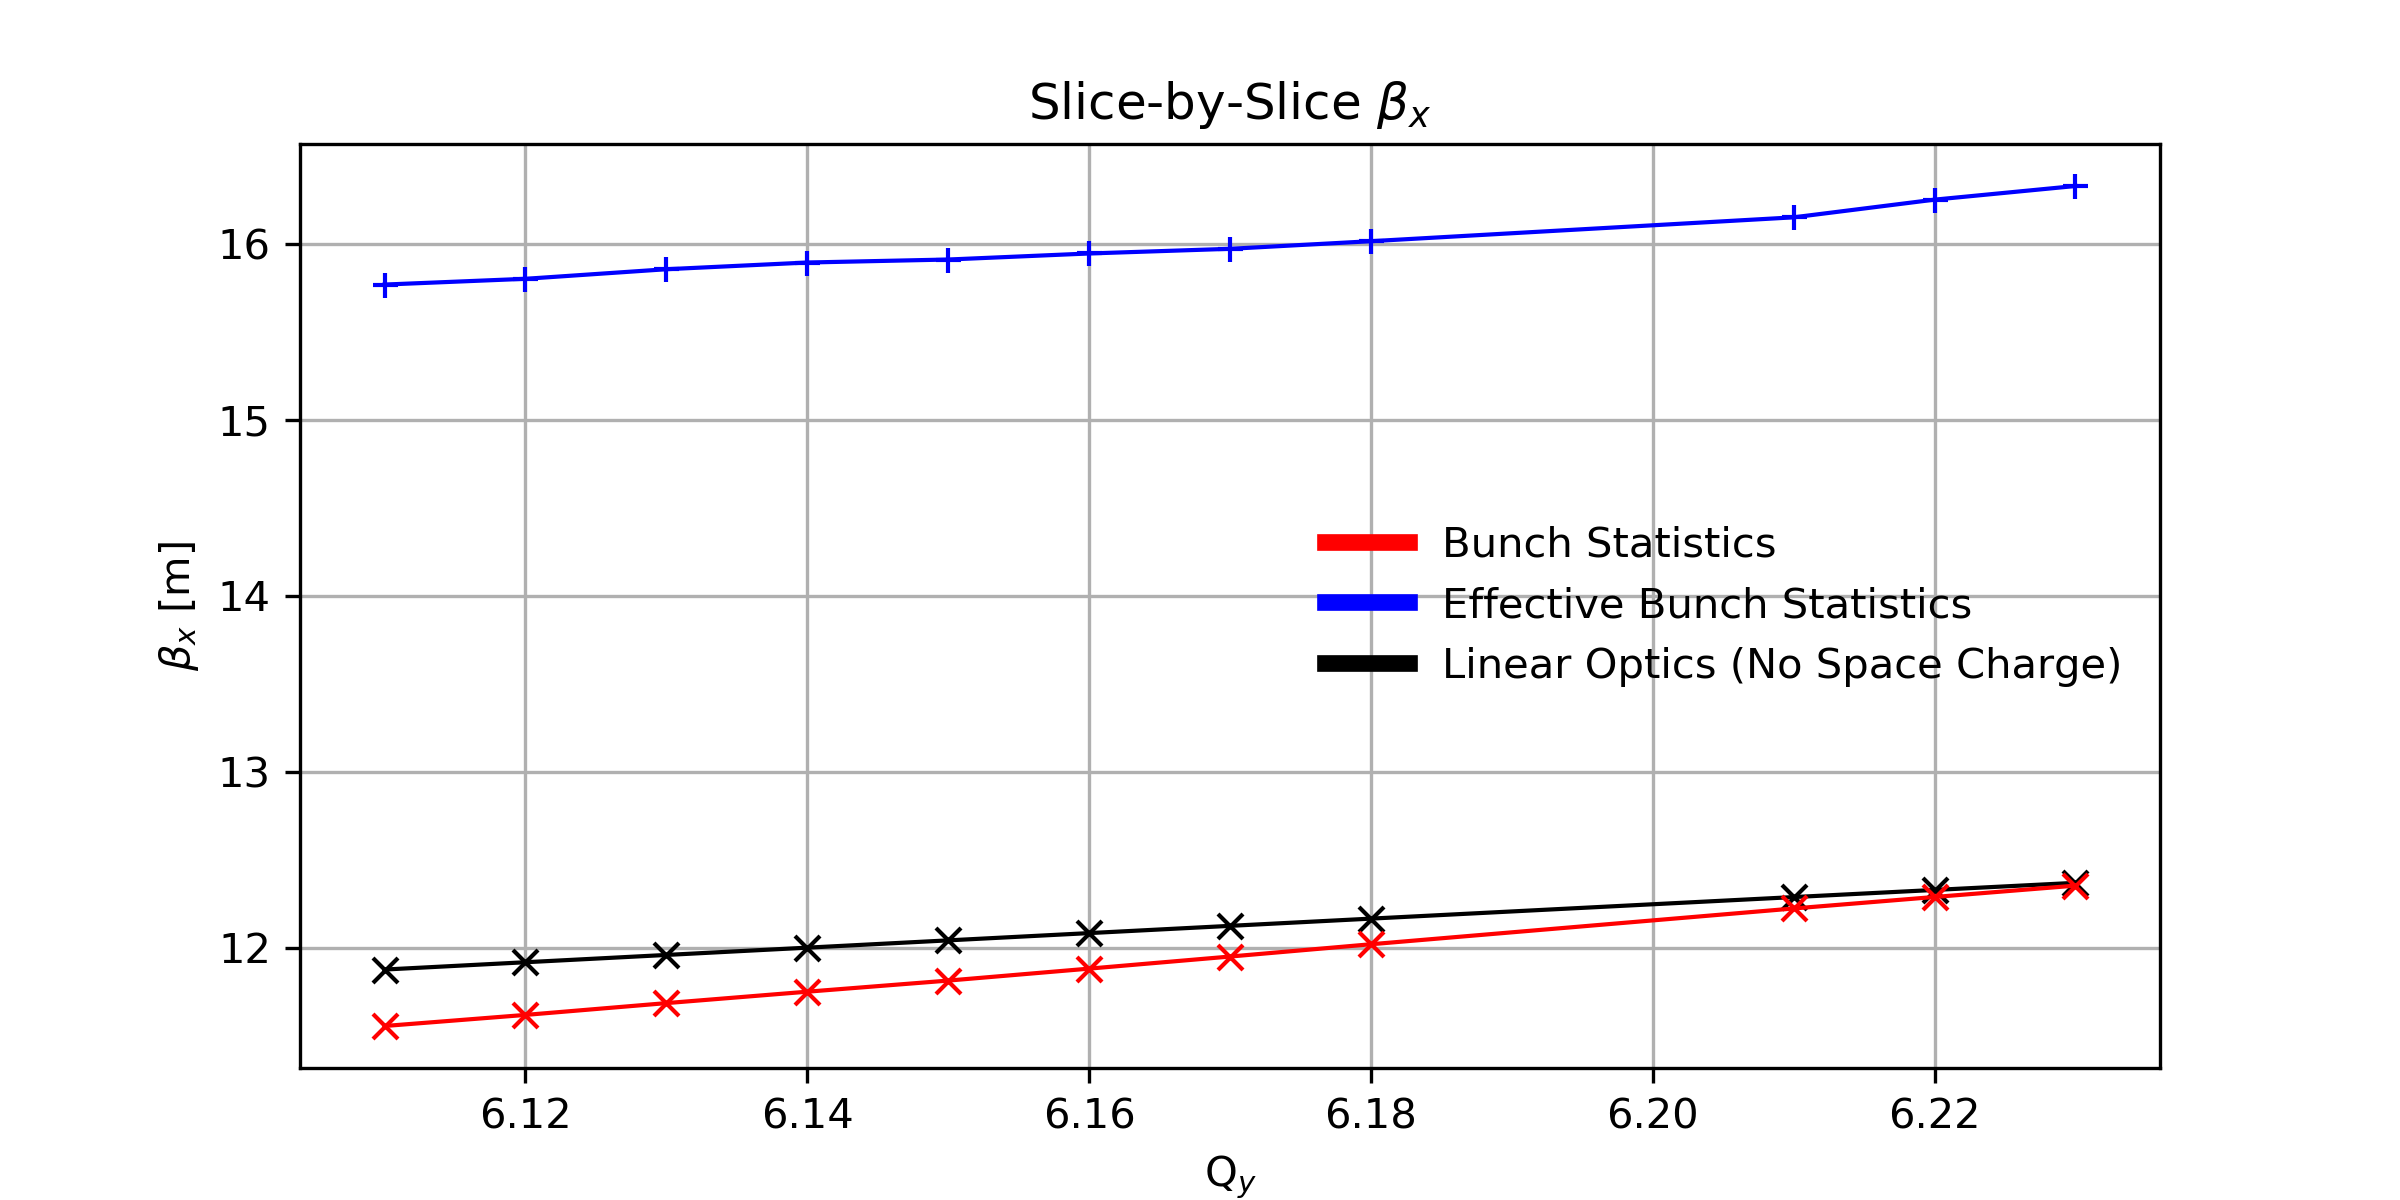 Slice-by-Slice βₓ
βₓ [m]
16
15
14
13
12
Bunch Statistics
Effective Bunch Statistics
Linear Optics (No Space Charge)
6.12 6.14 6.16 6.18 6.20 6.22
Q_y